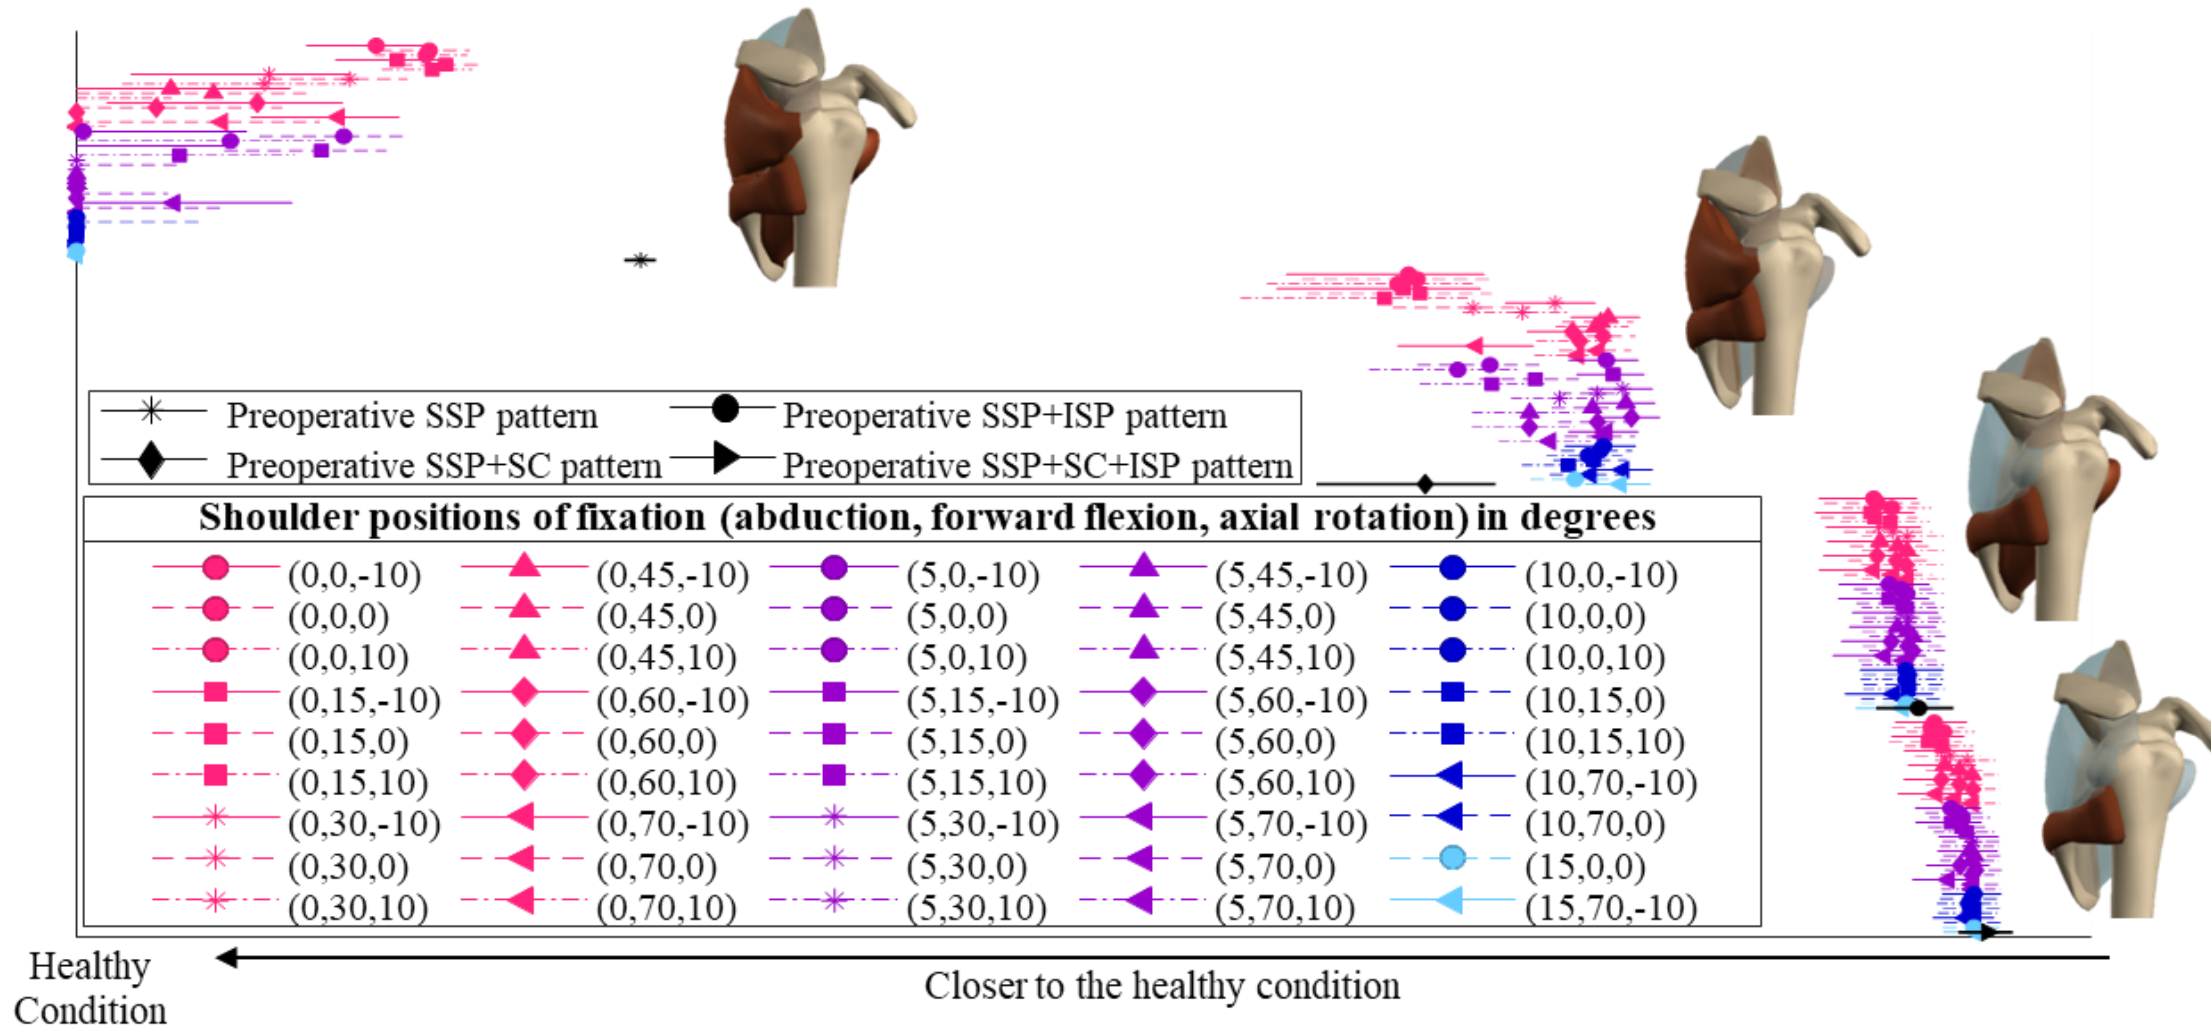 Preoperative SSP pattern Preoperative SSP+ISP pattern
Preoperative SSP+SC pattern Preoperative SSP+SC+ISP pattern
Shoulder positions of fixation (abduction, forward flexion, axial rotation) in degrees
(0,0,-10) (0,45,-10) (5,0,-10) (5,45,-10) (10,0,-10)
(0,0,0) (0,45,0) (5,0,0) (5,45,0) (10,0,0)
(0,0,10) (0,45,10) (5,0,10) (5,45,10) (10,0,10)
(0,15,-10) (0,60,-10) (5,15,-10) (5,60,-10) (10,15,0)
(0,15,0) (0,60,0) (5,15,0) (5,60,0) (10,15,10)
(0,15,10) (0,60,10) (5,15,10) (5,60,10) (10,70,-10)
(0,30,-10) (0,70,-10) (5,30,-10) (5,70,-10) (10,70,0)
(0,30,0) (0,70,0) (5,30,0) (5,70,0) (15,0,0)
(0,30,10) (0,70,10) (5,30,10) (5,70,10) (15,70,-10)
Healthy
Condition
Closer to the healthy condition